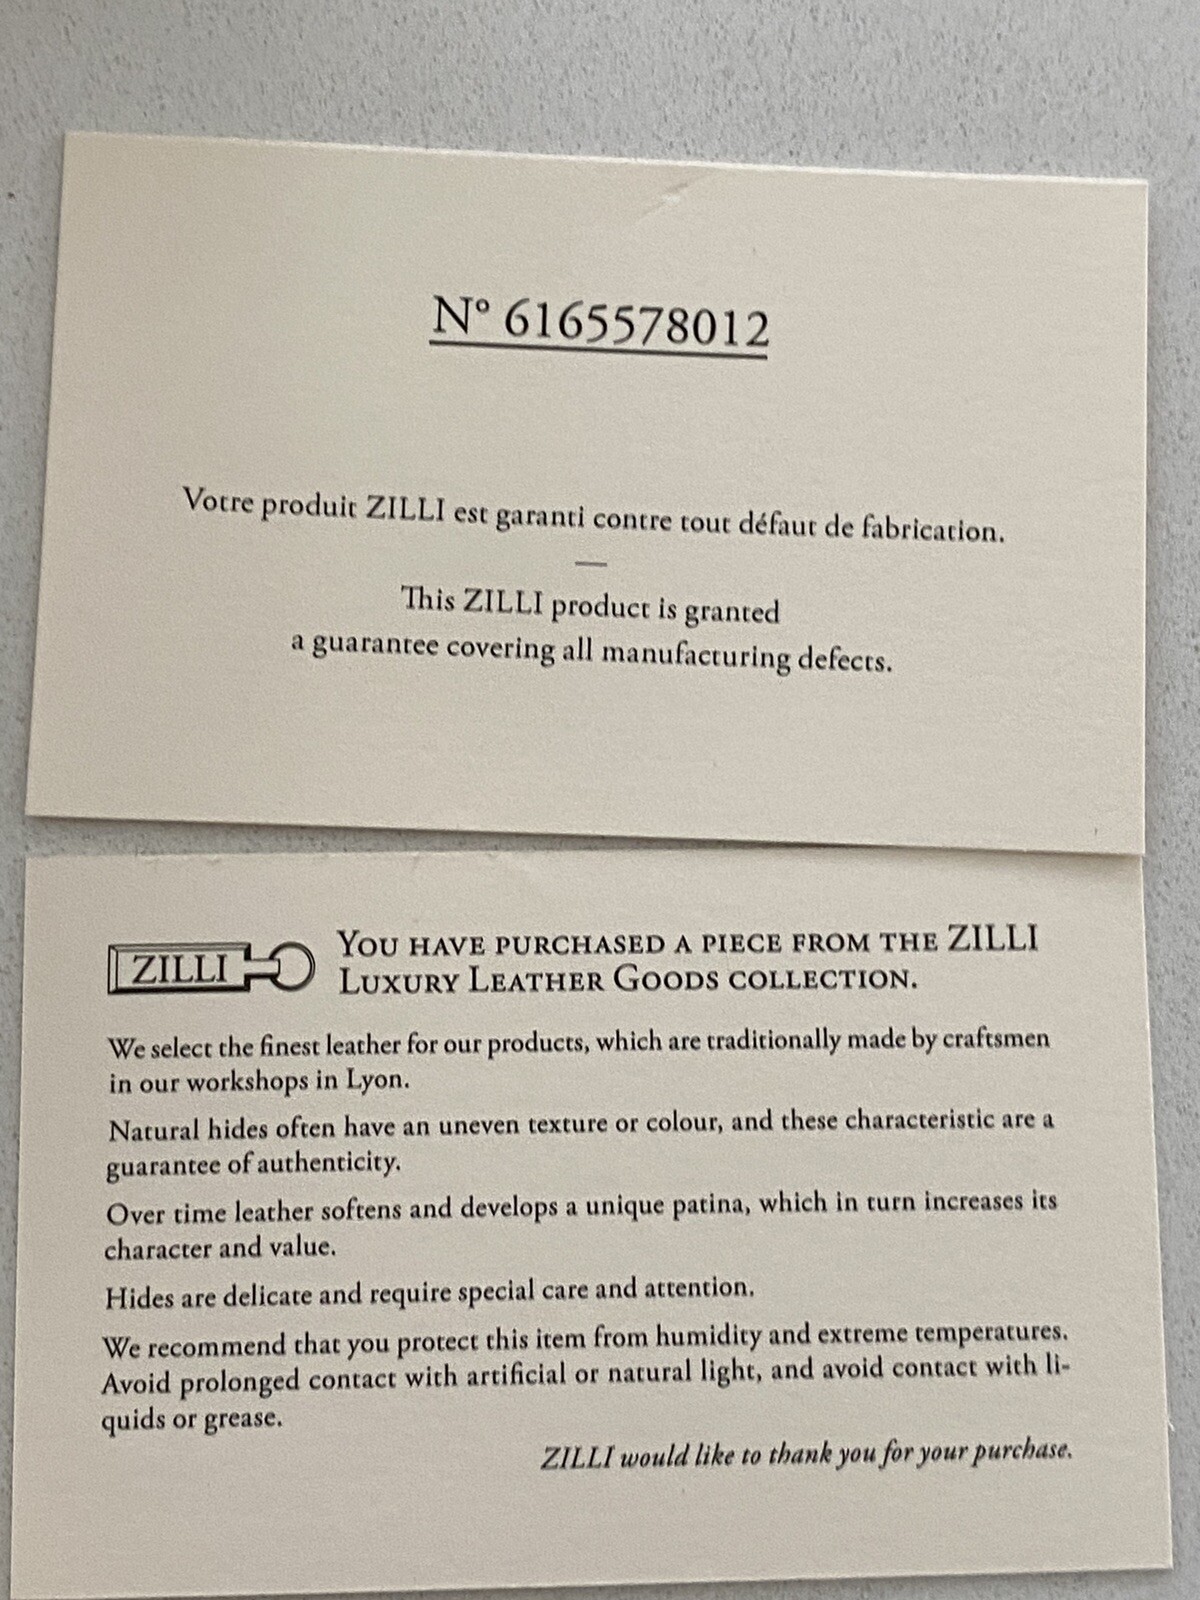 N° 6165578012
Votre produit ZILLI est garanti contre tout défaut de fabrication.
—
This ZILLI product is granted
a guarantee covering all manufacturing defects.
ZILLI
YOU HAVE PURCHASED A PIECE FROM THE ZILLI
LUXURY LEATHER GOODS COLLECTION.
We select the finest leather for our products, which are traditionally made by craftsmen
in our workshops in Lyon.
Natural hides often have an uneven texture or colour, and these characteristic are a
guarantee of authenticity.
Over time leather softens and develops a unique patina, which in turn increases its
character and value.
Hides are delicate and require special care and attention.
We recommend that you protect this item from humidity and extreme temperatures.
Avoid prolonged contact with artificial or natural light, and avoid contact with li-
quids or grease.
ZILLI would like to thank you for your purchase.